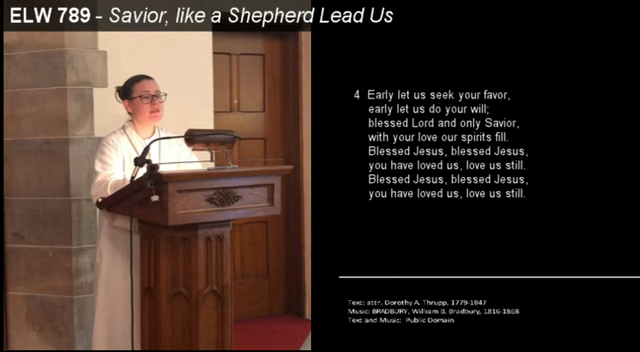 ELW 789 - Savior, like a Shepherd Lead Us
4 Early let us seek your favor,
early let us do your will;
blessed Lord and only Savior,
with your love our spirits fill.
Blessed Jesus, blessed Jesus,
you have loved us, love us still.
Blessed Jesus, blessed Jesus,
you have loved us, love us still.
Text: attr. Dorothy A. Thrupp, 1779-1847
Music: BRADBURY, William B. Bradbury, 1816-1868
Text and Music: Public Domain